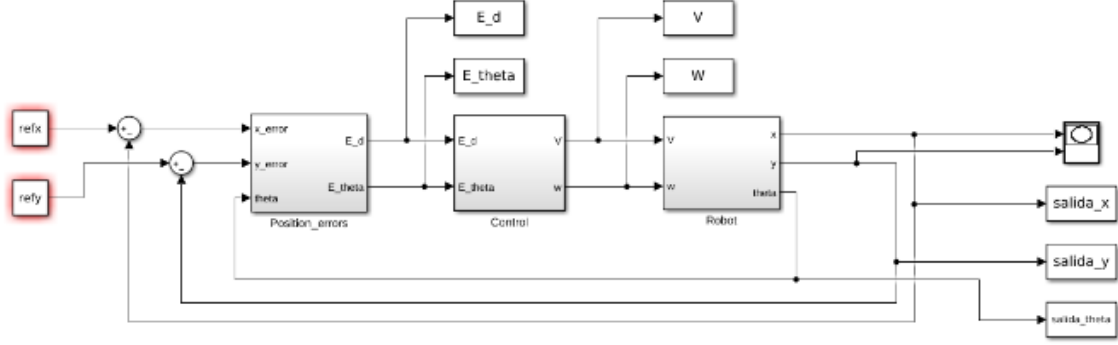 E_d
V
E_theta
W
refx
+_
x_error
E_d
E_d
V
V
x
refy
+_
y_error
y
theta
E_theta
E_theta
w
w
theta
Position_errors
Control
Robot
salida_x
salida_y
salida_theta